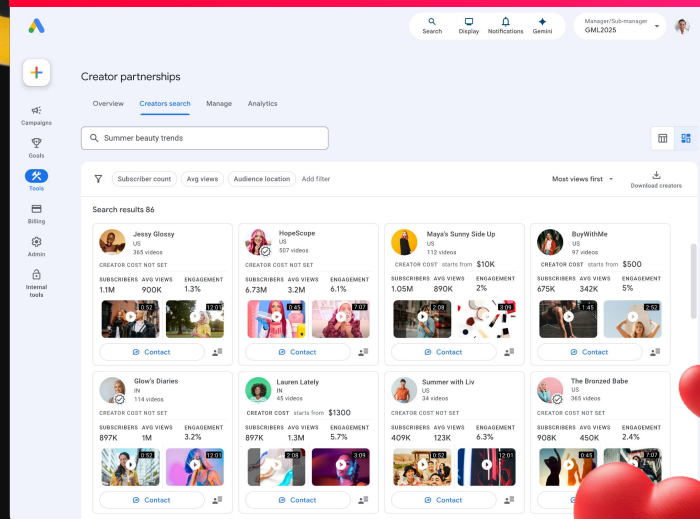 Search
Display
Notifications
Gemini
Manager/Sub-manager
GML2025
Creator partnerships
Campaigns
Goals
Tools
Billing
Admin
Internal
tools
Overview
Creators search
Manage
Analytics
Summer beauty trends
Subscriber count
Avg views
Audience location
Add filter
Most views first
Download creators
Search results 86
Jessy Glossy
US
365 videos
CREATOR COST NOT SET
SUBSCRIBERS AVG VIEWS ENGAGEMENT
1.1M 900K 1.3%
0:52
12:01
Contact
HopeScope
US
507 videos
CREATOR COST NOT SET
SUBSCRIBERS AVG VIEWS ENGAGEMENT
6.73M 3.2M 6.1%
0:45
7:07
Contact
Maya's Sunny Side Up
US
112 videos
CREATOR COST starts from $10K
SUBSCRIBERS AVG VIEWS ENGAGEMENT
1.05M 890K 2%
2:08
3:09
Contact
BuyWithMe
US
97 videos
CREATOR COST starts from $500
SUBSCRIBERS AVG VIEWS ENGAGEMENT
675K 342K 5%
1:45
2:52
Contact
Glow's Diaries
IN
114 videos
CREATOR COST NOT SET
SUBSCRIBERS AVG VIEWS ENGAGEMENT
897K 1M 3.2%
0:52
12:01
Contact
Lauren Lately
IN
45 videos
CREATOR COST starts from $1300
SUBSCRIBERS AVG VIEWS ENGAGEMENT
897K 1.3M 5.7%
2:08
3:09
Contact
Summer with Liv
US
34 videos
CREATOR COST NOT SET
SUBSCRIBERS AVG VIEWS ENGAGEMENT
409K 123K 6.3%
0:52
12:01
Contact
The Bronzed Babe
US
365 videos
CREATOR COST NOT SET
SUBSCRIBERS AVG VIEWS ENGAGEMENT
908K 450K 2.4%
0:45
7:07